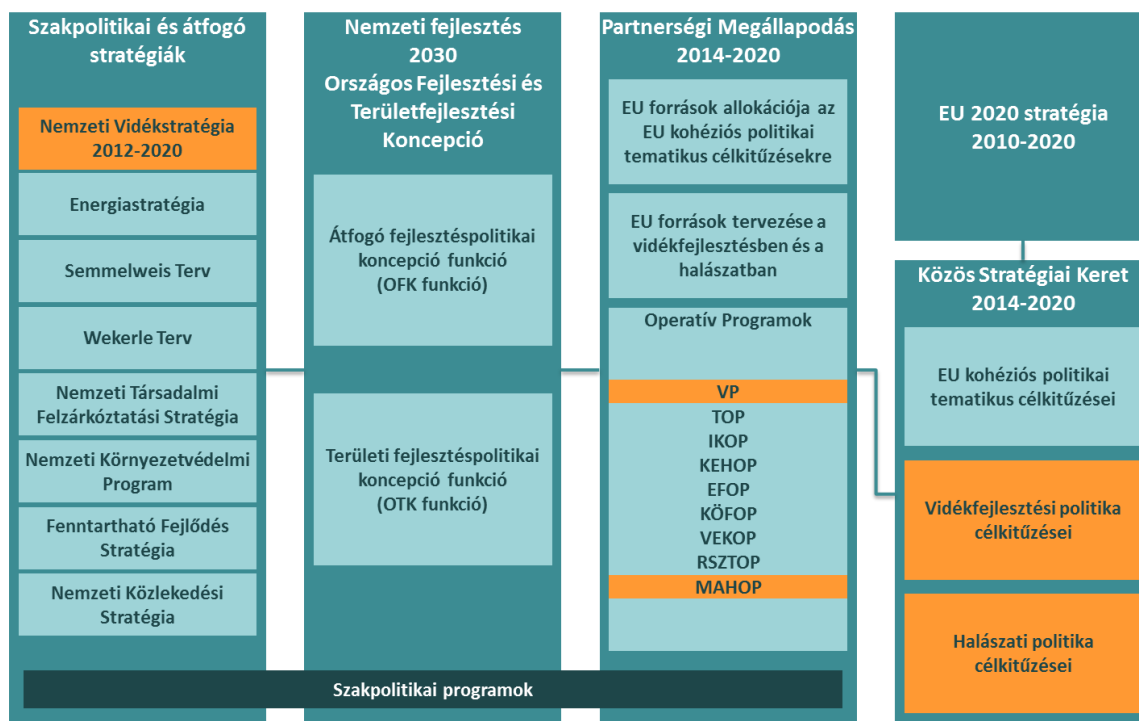 Szakpolitikai és átfogó
stratégiák
Nemzeti Vidékstratégia
2012-2020
Energiastratégia
Semmelweis Terv
Wekerle Terv
Nemzeti Társadalmi
Felzárkóztatási Stratégia
Nemzeti Környezetvédelmi
Program
Fenntartható Fejlődés
Stratégia
Nemzeti Közlekedési
Stratégia
Nemzeti fejlesztés
2030
Országos Fejlesztési és
Területfejlesztési
Koncepció
Átfogó fejlesztéspolitikai
koncepció funkció
(OFK funkció)
Területi fejlesztéspolitikai
koncepció funkció
(OTK funkció)
Partnerségi Megállapodás
2014-2020
EU források allokációja az
EU kohéziós politikai
tematikus célkitűzésekre
EU források tervezése a
vidékfejlesztésben és a
halászatban
Operatív Programok
VP
TOP
IKOP
KEHOP
EFOP
KÖFOP
VEKOP
RSZTOP
MAHOP
EU 2020 stratégia
2010-2020
Közös Stratégiai Keret
2014-2020
EU kohéziós politikai
tematikus célkitűzései
Vidékfejlesztési politika
célkitűzései
Halászati politika
célkitűzései
Szakpolitikai programok